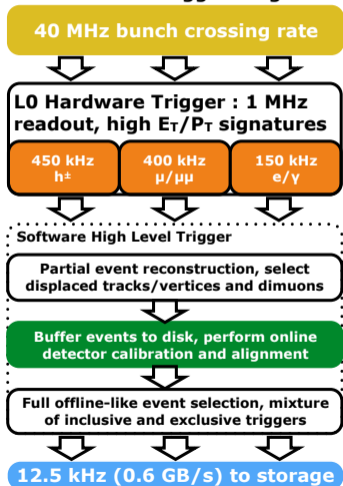 40 MHz bunch crossing rate
L0 Hardware Trigger : 1 MHz
readout, high ET/PT signatures
450 kHz
h±
400 kHz
μ/μμ
150 kHz
e/γ
Software High Level Trigger
Partial event reconstruction, select
displaced tracks/vertices and dimuons
Buffer events to disk, perform online
detector calibration and alignment
Full offline-like event selection, mixture
of inclusive and exclusive triggers
12.5 kHz (0.6 GB/s) to storage